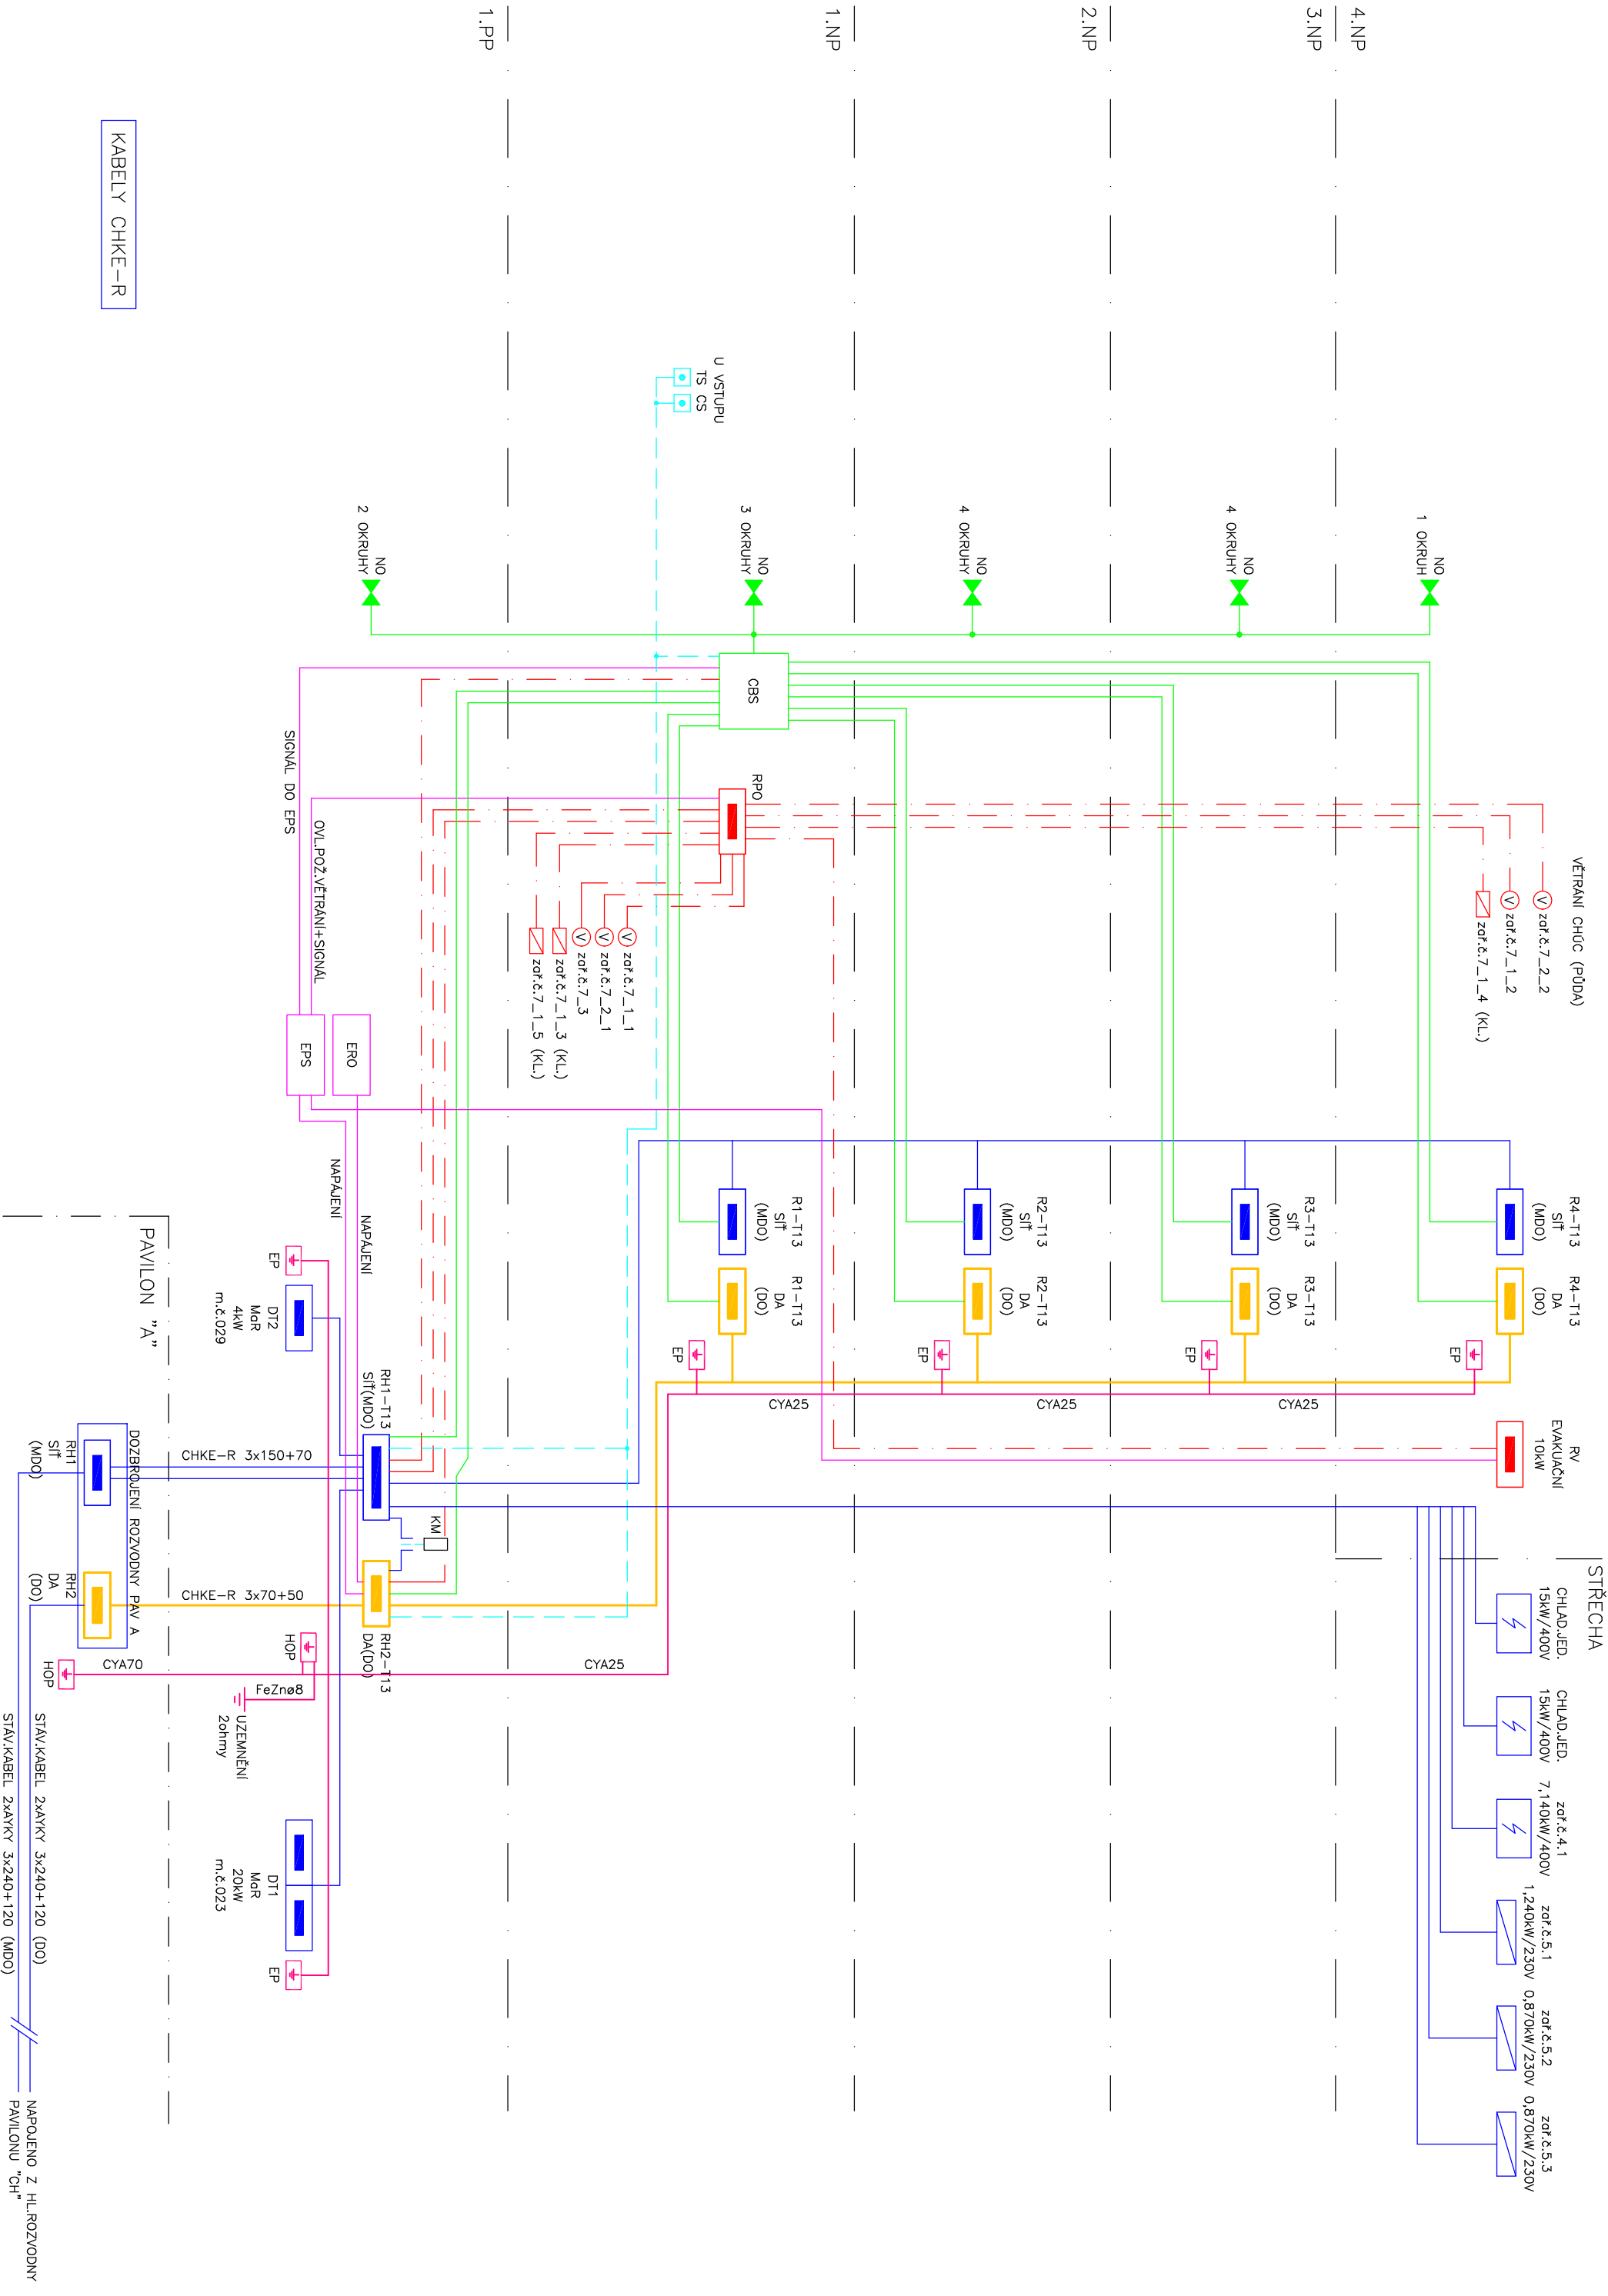 STŘECHA
4.NP
3.NP
2.NP
1.NP
1.PP
KABELY CHKE-R
VĚTRÁNÍ CHÚC (PŮDA)
zař.č.7_2_2
zař.č.7_1_2
zař.č.7_1_4 (KL.)
NO
1 OKRUH
NO
4 OKRUHY
NO
4 OKRUHY
NO
3 OKRUHY
NO
2 OKRUHY
U VSTUPU
TS CS
CBS
RPO
zař.č.7_1_1
zař.č.7_2_1
zař.č.7_3
zař.č.7_1_3 (KL.)
zař.č.7_1_5 (KL.)
SIGNÁL DO EPS
OVL.POŽ.VĚTRÁNÍ+SIGNÁL
ERO
EPS
NAPÁJENÍ
NAPÁJENÍ
R4-T13
SÍŤ
(MDO)
R4-T13
DA
(DO)
EP
R3-T13
SÍŤ
(MDO)
R3-T13
DA
(DO)
EP
CYA25
R2-T13
SÍŤ
(MDO)
R2-T13
DA
(DO)
EP
CYA25
R1-T13
SÍŤ
(MDO)
R1-T13
DA
(DO)
EP
CYA25
RV
EVAKUAČNÍ
10kW
CHLAD.JED.
15kW/400V
CHLAD.JED.
15kW/400V
zař.č.4.1
7,140kW/400V
zař.č.5.1
1,240kW/230V
zař.č.5.2
0,870kW/230V
zař.č.5.3
0,870kW/230V
EP
DT2
MaR
4kW
m.č.029
RH1-T13
SÍŤ(MDO)
KM
RH2-T13
DA(DO)
CYA25
HOP
FeZnø8
UZEMNĚNÍ
2ohmy
DT1
MaR
20kW
m.č.023
EP
PAVILON "A"
CHKE-R 3x150+70
CHKE-R 3x70+50
CYA70
DOZBROJENÍ ROZVODNY PAV A
RH1
SÍŤ
(MDO)
RH2
DA
(DO)
HOP
STÁV.KABEL 2xAYKY 3x240+120 (DO)
STÁV.KABEL 2xAYKY 3x240+120 (MDO)
NAPOJENO Z HL.ROZVODNY
PAVILONU "CH"